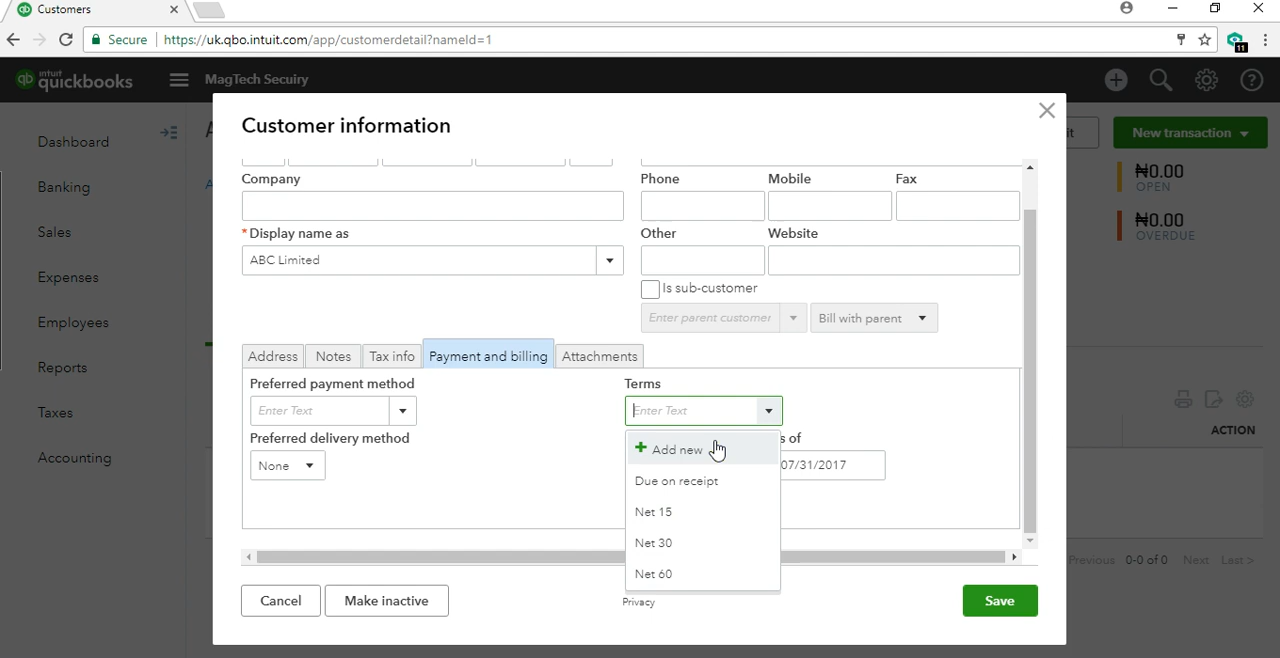 Customers
Secure https://uk.qbo.intuit.com/app/customerdetail?nameId=1
11
qb intuit quickbooks MagTech Secuiry
Dashboard
Banking
Sales
Expenses
Employees
Reports
Taxes
Accounting
Customer information
New transaction
₦0.00
OPEN
₦0.00
OVERDUE
Company Phone Mobile Fax
* Display name as Other Website
ABC Limited
Is sub-customer
Enter parent customer Bill with parent
Address Notes Tax info Payment and billing Attachments
Preferred payment method Terms
Enter Text Enter Text
Preferred delivery method s of
None 07/31/2017
+ Add new
Due on receipt
Net 15
Net 30
Net 60
ACTION
Previous 0-0 of 0 Next Last >
Cancel Make inactive Privacy Save